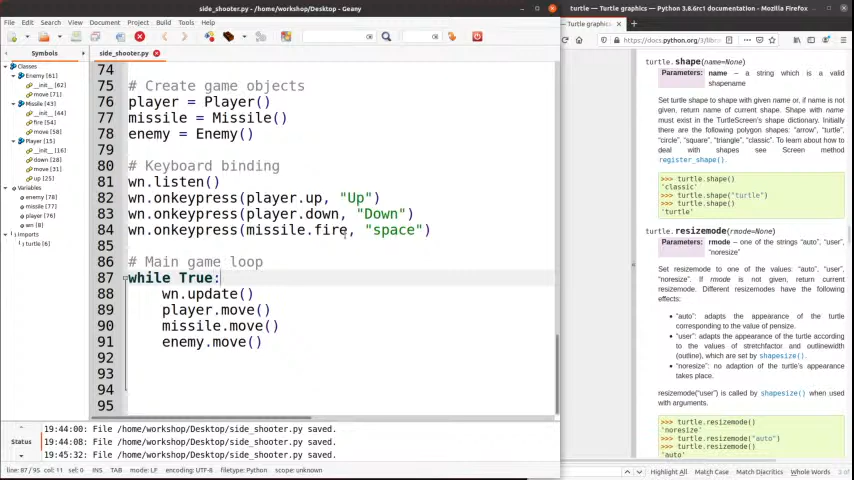 side_shooter.py - /home/workshop/Desktop - Geany
File Edit Search View Document Project Build Tools Help
Symbols
side_shooter.py
Classes
Enemy [61]
__init__ [62]
move [71]
Missile [43]
__init__ [44]
fire [54]
move [58]
Player [15]
__init__ [16]
down [28]
move [31]
up [25]
Variables
enemy [78]
missile [77]
player [76]
wn [8]
Imports
turtle [6]
74
75 # Create game objects
76 player = Player()
77 missile = Missile()
78 enemy = Enemy()
79
80 # Keyboard binding
81 wn.listen()
82 wn.onkeypress(player.up, "Up")
83 wn.onkeypress(player.down, "Down")
84 wn.onkeypress(missile.fire, "space")
85
86 # Main game loop
87 while True:
88 wn.update()
89 player.move()
90 missile.move()
91 enemy.move()
92
93
94
95
Status
19:44:00: File /home/workshop/Desktop/side_shooter.py saved.
19:44:08: File /home/workshop/Desktop/side_shooter.py saved.
19:45:32: File /home/workshop/Desktop/side_shooter.py saved.
line: 87 / 95 col: 11 sel: 0 INS TAB mode: LF encoding: UTF-8 filetype: Python scope: unknown
turtle — Turtle graphics — Python 3.8.6rc1 documentation - Mozilla Firefox
turtle — Turtle graphics
https://docs.python.org/3/libra
turtle.shape(name=None)
Parameters: name – a string which is a valid
shapename
Set turtle shape to shape with given name or, if name is not
given, return name of current shape. Shape with name
must exist in the TurtleScreen's shape dictionary. Initially
there are the following polygon shapes: "arrow", "turtle",
"circle", "square", "triangle", "classic". To learn about how to
deal with shapes see Screen method
register_shape().
>>> turtle.shape()
'classic'
>>> turtle.shape("turtle")
>>> turtle.shape()
'turtle'
turtle.resizemode(rmode=None)
Parameters: rmode – one of the strings "auto", "user",
"noresize"
Set resizemode to one of the values: "auto", "user",
"noresize". If rmode is not given, return current
resizemode. Different resizemodes have the following
effects:
• "auto": adapts the appearance of the turtle
corresponding to the value of pensize.
• "user": adapts the appearance of the turtle according
to the values of stretchfactor and outlinewidth
(outline), which are set by shapesize().
• "noresize": no adaption of the turtle's appearance
takes place.
resizemode("user") is called by shapesize() when used
with arguments.
>>> turtle.resizemode()
'noresize'
>>> turtle.resizemode("auto")
>>> turtle.resizemode()
'auto'
Highlight All Match Case Match Diacritics Whole Words 3 of